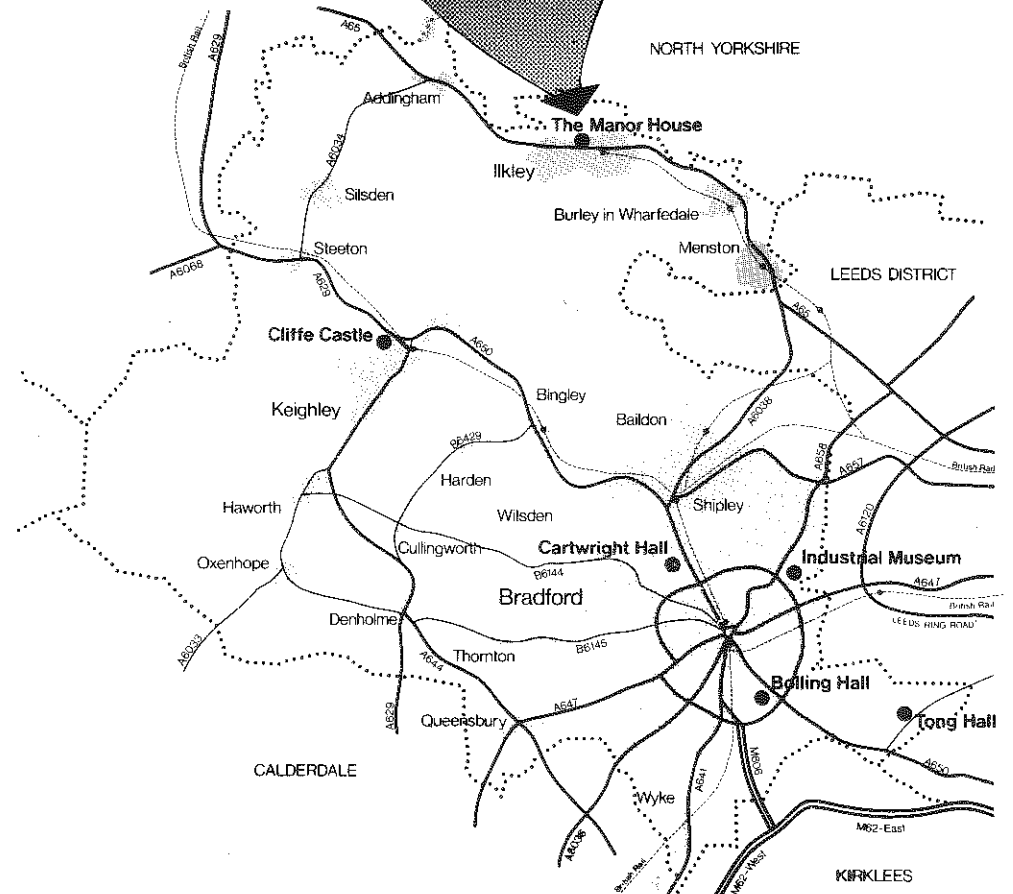 British Rail
A629
A65
NORTH YORKSHIRE
Addingham
The Manor House
Ilkley
A6034
Silsden
Burley in Wharfedale
Menston
Steeton
A6068
A629
LEEDS DISTRICT
A65
Cliffe Castle
A650
Keighley
Bingley
Baildon
A6038
B6429
A658
A657
British Rail
Harden
Haworth
Wilsden
Shipley
A6120
Cullingworth
Cartwright Hall
Industrial Museum
Oxenhope
B6144
Bradford
A647
British Rail
LEEDS RING ROAD
Denholme
A6033
B6145
Thornton
A644
Bolling Hall
A647
Tong Hall
A629
Queensbury
CALDERDALE
M606
A650
A641
Wyke
A6036
M62-East
British Rail
M62-West
KIRKLEES